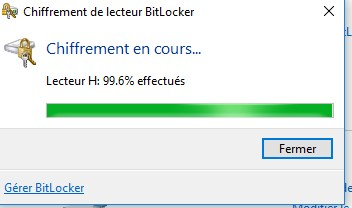 Chiffrement de lecteur BitLocker
Chiffrement en cours...
Lecteur H: 99.6% effectués
Fermer
Gérer BitLocker